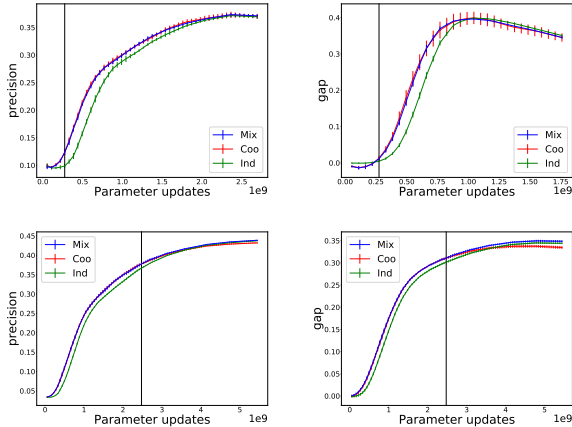 precision
0.35
0.30
0.25
0.20
0.15
0.10
Mix
Coo
Ind
0.0 0.5 1.0 1.5 2.0 2.5
Parameter updates
1e9
gap
0.4
0.3
0.2
0.1
0.0
Mix
Coo
Ind
0.00 0.25 0.50 0.75 1.00 1.25 1.50 1.75
Parameter updates
1e9
precision
0.45
0.40
0.35
0.30
0.25
0.20
0.15
0.10
0.05
Mix
Coo
Ind
0 1 2 3 4 5
Parameter updates
1e9
gap
0.35
0.30
0.25
0.20
0.15
0.10
0.05
0.00
Mix
Coo
Ind
0 1 2 3 4 5
Parameter updates
1e9